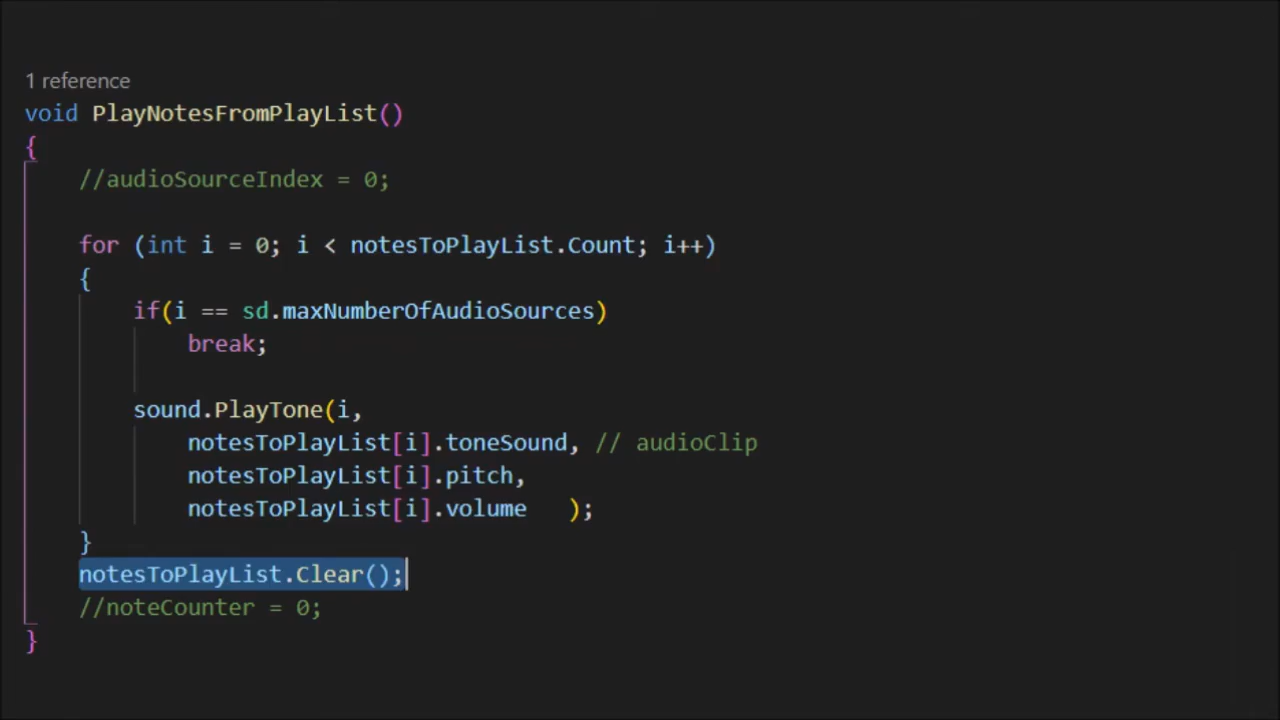 1 reference
void PlayNotesFromPlayList()
{
//audioSourceIndex = 0;
for (int i = 0; i < notesToPlayList.Count; i++)
{
if(i == sd.maxNumberOfAudioSources)
break;
sound.PlayTone(i,
notesToPlayList[i].toneSound, // audioClip
notesToPlayList[i].pitch,
notesToPlayList[i].volume   );
}
notesToPlayList.Clear();
//noteCounter = 0;
}